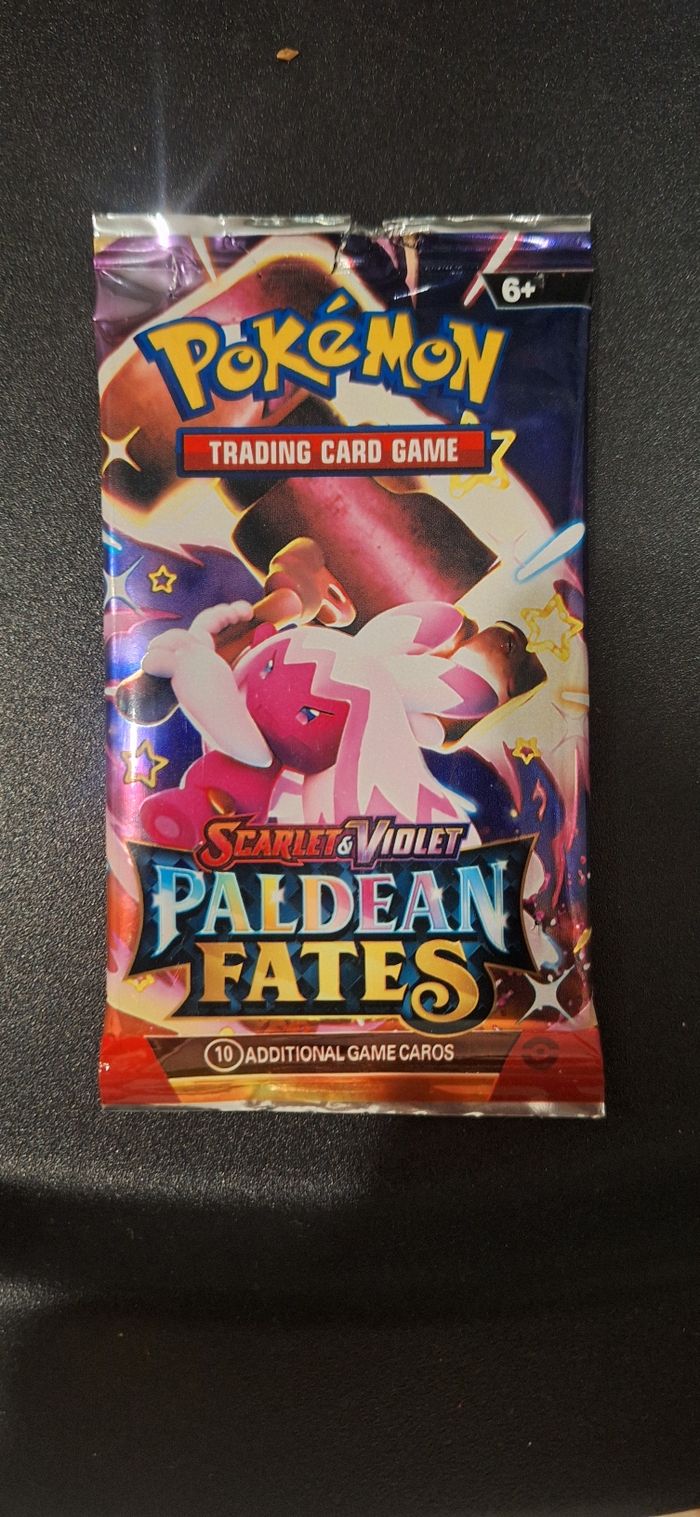 6+
POKéMON
TRADING CARD GAME
SCARLET & VIOLET
PALDEAN
FATES
10 ADDITIONAL GAME CAROS